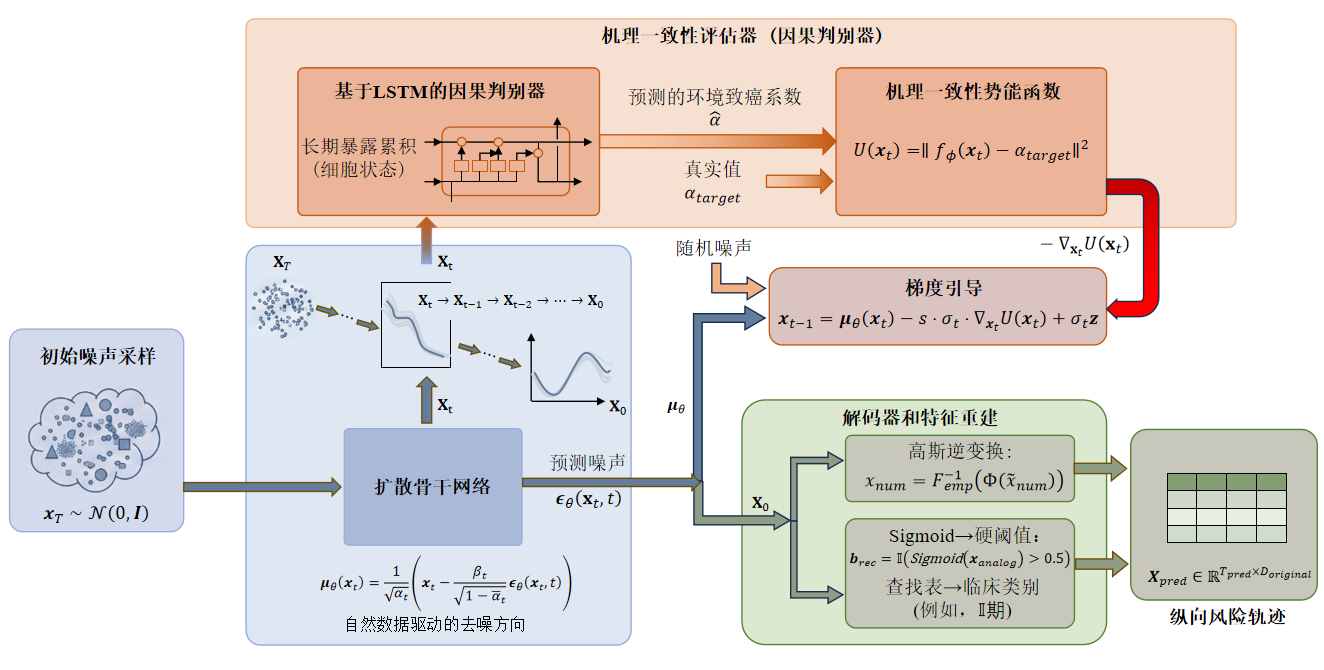 机理一致性评估器（因果判别器）
基于LSTM的因果判别器
长期暴露累积
（细胞状态）
预测的环境致癌系数
α̂
真实值
α_target
机理一致性势能函数
U(x_t) =‖ f_ϕ(x_t) − α_target‖²
− ∇_{x_t}U(x_t)
随机噪声
梯度引导
x_{t−1} = μ_θ(x_t) − s · σ_t · ∇_{x_t}U(x_t) + σ_t z
X_t
X_T
X_t → X_{t−1} → X_{t−2} → ⋯ → X_0
X_0
X_t
初始噪声采样
x_T ~ 𝒩(0, I)
扩散骨干网络
预测噪声
ϵ_θ(x_t, t)
μ_θ(x_t) = 1/√α_t (x_t − β_t/√(1 − ᾱ_t) ϵ_θ(x_t, t))
自然数据驱动的去噪方向
μ_θ
X_0
解码器和特征重建
高斯逆变换:
x_num = F_emp^{−1}(Φ(x̃_num))
Sigmoid→硬阈值：
b_rec = 𝕀(Sigmoid(x_analog) > 0.5)
查找表→临床类别
(例如，Ⅱ期)
X_pred ∈ ℝ^{T_pred×D_original}
纵向风险轨迹